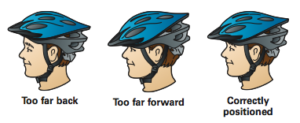 Too far back
Too far forward
Correctly
positioned